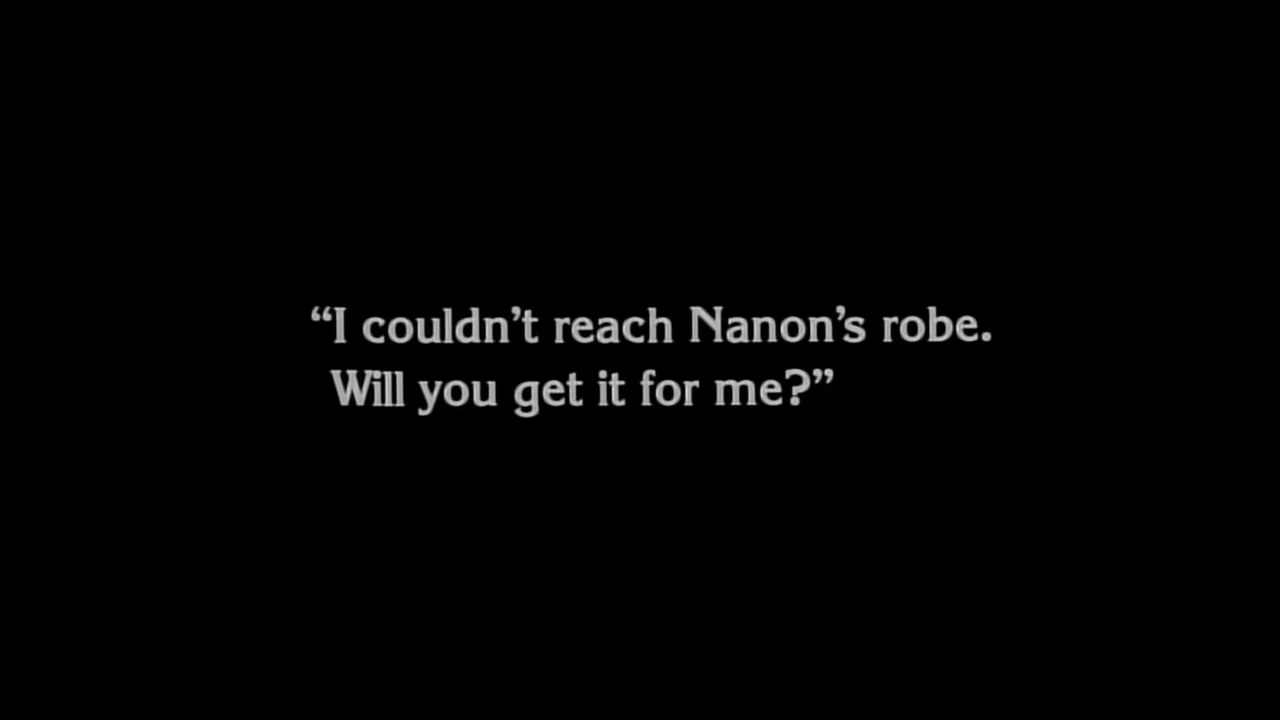 “I couldn’t reach Nanon’s robe.
Will you get it for me?”